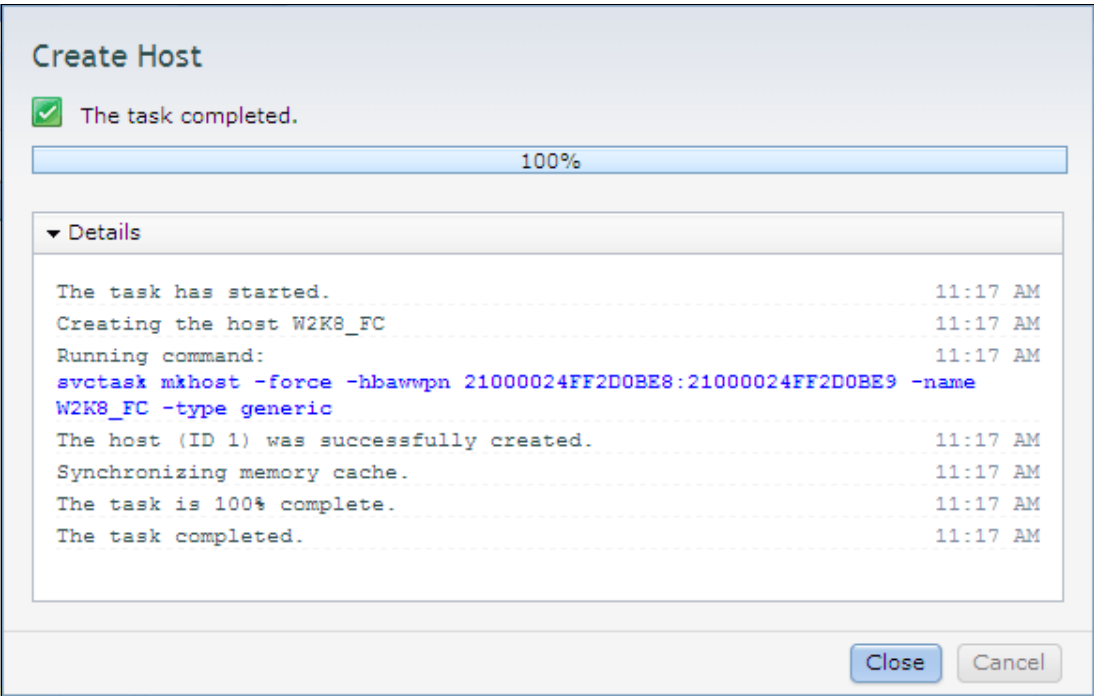 Create Host
The task completed.
100%
Details
The task has started. 11:17 AM
Creating the host W2K8_FC 11:17 AM
Running command: 11:17 AM
svctask mkhost -force -hbawwpn 21000024FF2D0BE8:21000024FF2D0BE9 -name
W2K8_FC -type generic
The host (ID 1) was successfully created. 11:17 AM
Synchronizing memory cache. 11:17 AM
The task is 100% complete. 11:17 AM
The task completed. 11:17 AM
Close Cancel